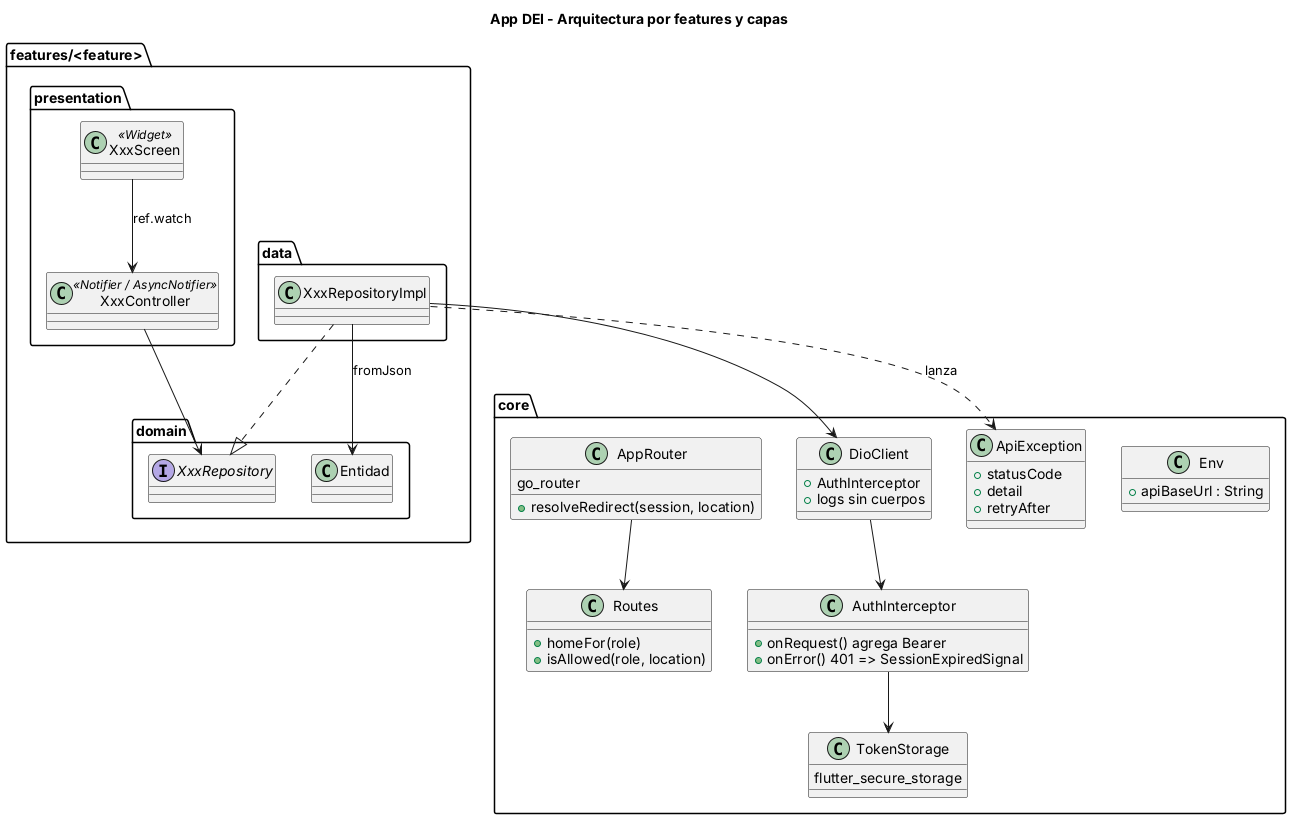 App DEI - Arquitectura por features y capas
features/<feature>
presentation
C
«Widget»
XxxScreen
ref.watch
C
«Notifier / AsyncNotifier»
XxxController
data
C
XxxRepositoryImpl
fromJson
lanza
domain
I
XxxRepository
C
Entidad
core
C
AppRouter
go_router
resolveRedirect(session, location)
C
DioClient
AuthInterceptor
logs sin cuerpos
C
ApiException
statusCode
detail
retryAfter
C
Env
apiBaseUrl : String
C
Routes
homeFor(role)
isAllowed(role, location)
C
AuthInterceptor
onRequest() agrega Bearer
onError() 401 => SessionExpiredSignal
C
TokenStorage
flutter_secure_storage